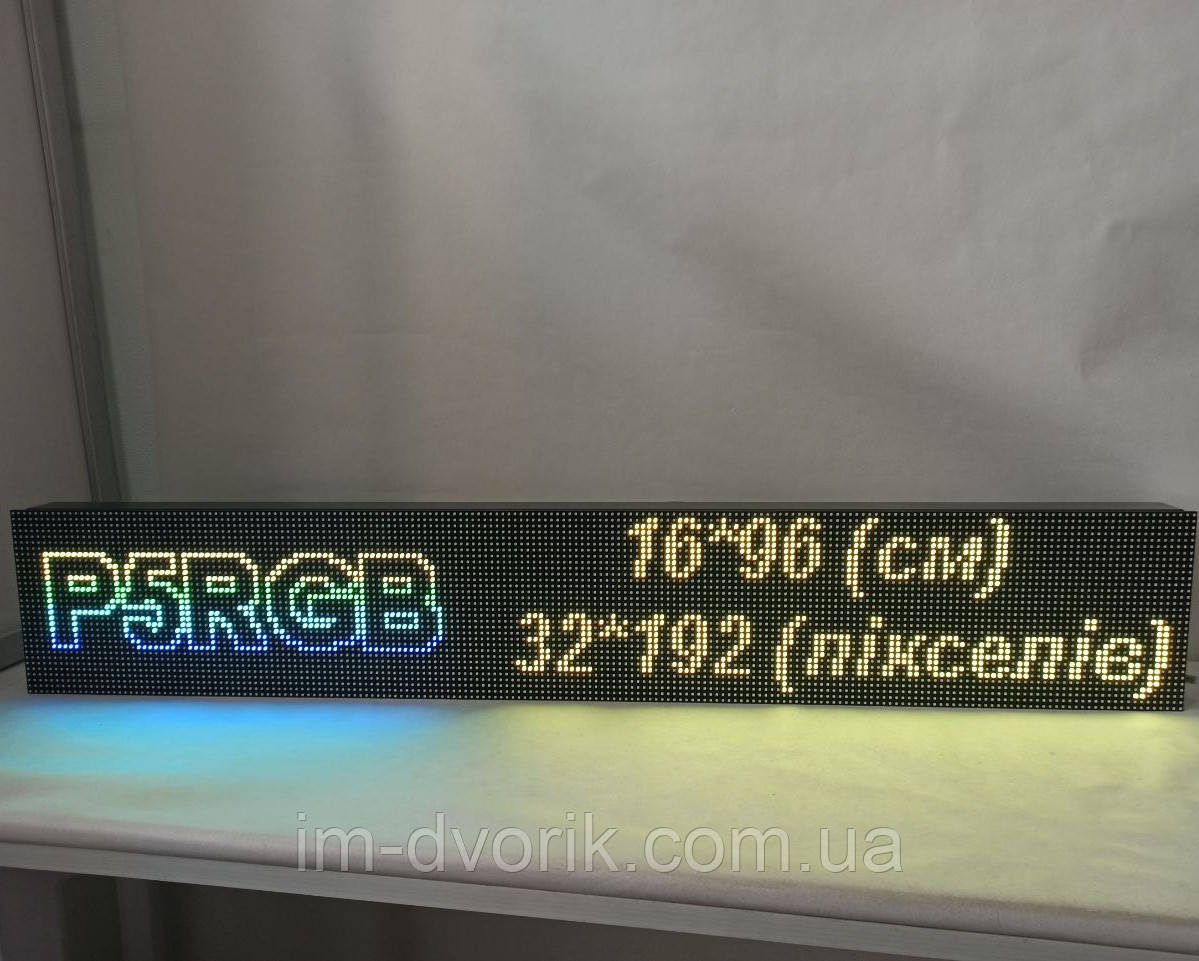 P5RGB
16*96 (см)
32*192 (пікселів)
im-dvorik.com.ua